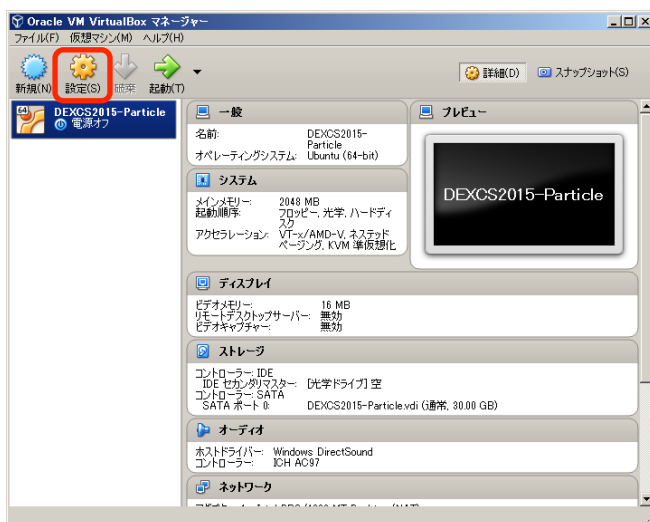 Oracle VM VirtualBox マネージャー
ファイル(F) 仮想マシン(M) ヘルプ(H)
新規(N) 設定(S) 破棄 起動(T)
詳細(D) スナップショット(S)
64
DEXCS2015-Particle
電源オフ
一般
名前: DEXCS2015-
Particle
オペレーティングシステム: Ubuntu (64-bit)
プレビュー
DEXCS2015-Particle
システム
メインメモリー: 2048 MB
起動順序: フロッピー, 光学, ハードディ
スク
アクセラレーション: VT-x/AMD-V, ネステッド
ページング, KVM 準仮想化
ディスプレイ
ビデオメモリー: 16 MB
リモートデスクトップサーバー: 無効
ビデオキャプチャー: 無効
ストレージ
コントローラー: IDE
IDE セカンダリマスター: [光学ドライブ] 空
コントローラー: SATA
SATA ポート 0: DEXCS2015-Particle.vdi (通常, 30.00 GB)
オーディオ
ホストドライバー: Windows DirectSound
コントローラー: ICH AC97
ネットワーク